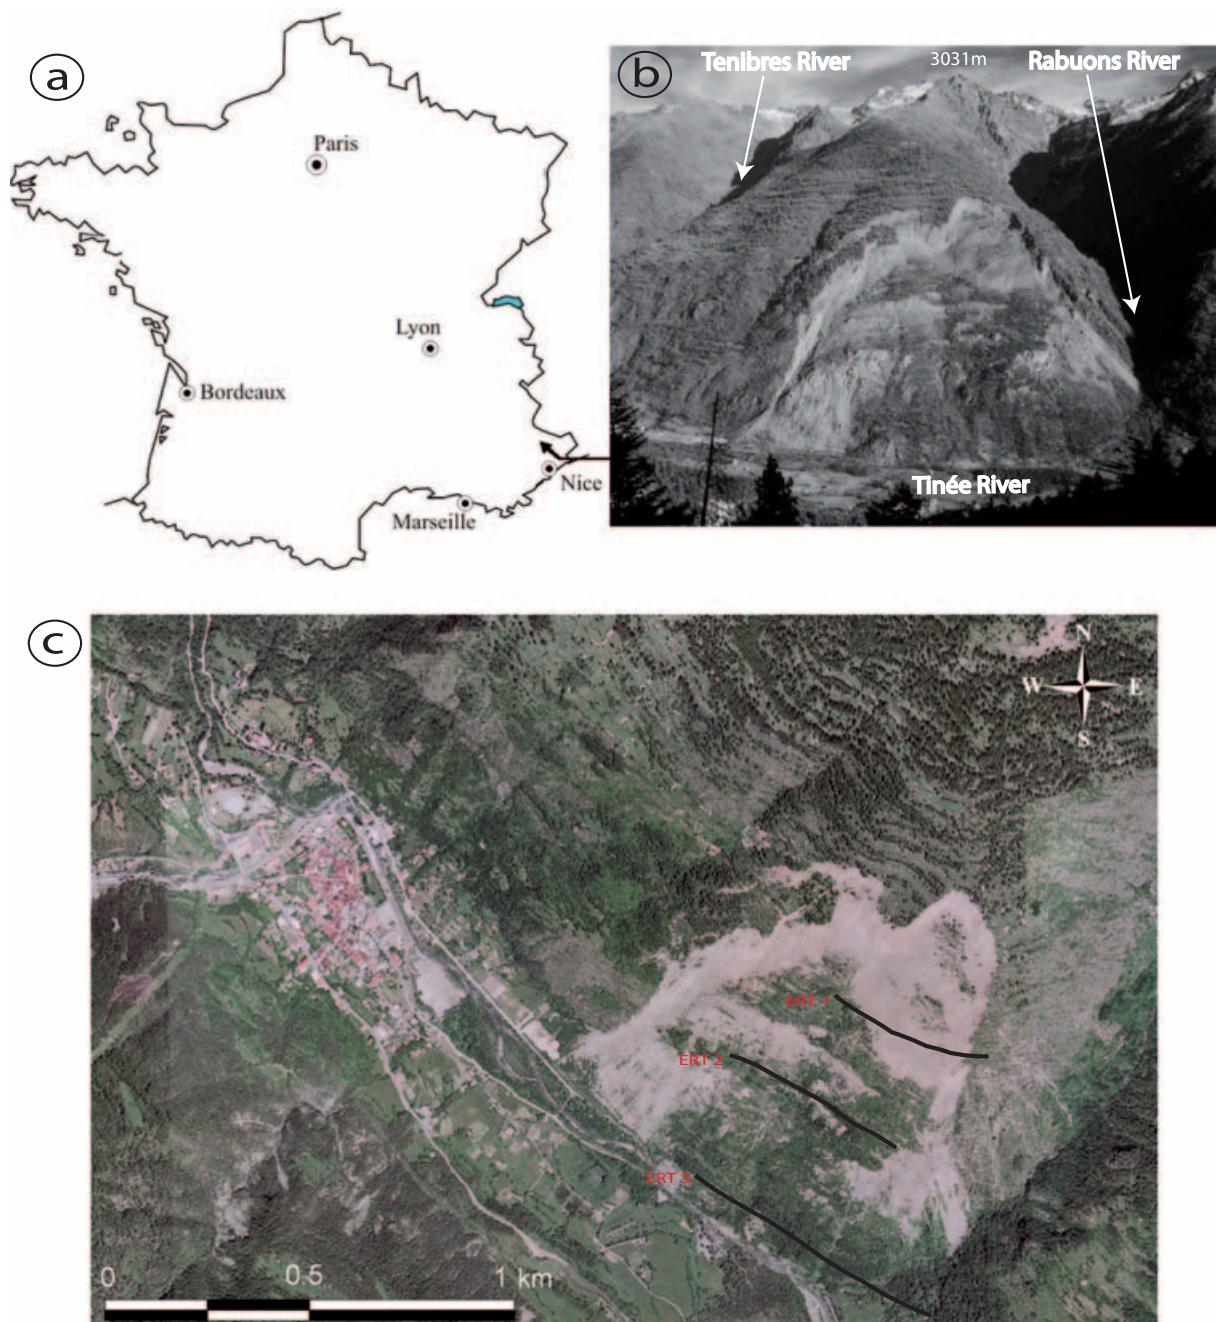 a
Paris
Lyon
Bordeaux
Nice
Marseille
b
Tenibres River
3031m
Rabuons River
Tinée River
c
N
W E
S
ERT 1
ERT 2
ERT 3
0 0.5 1 km